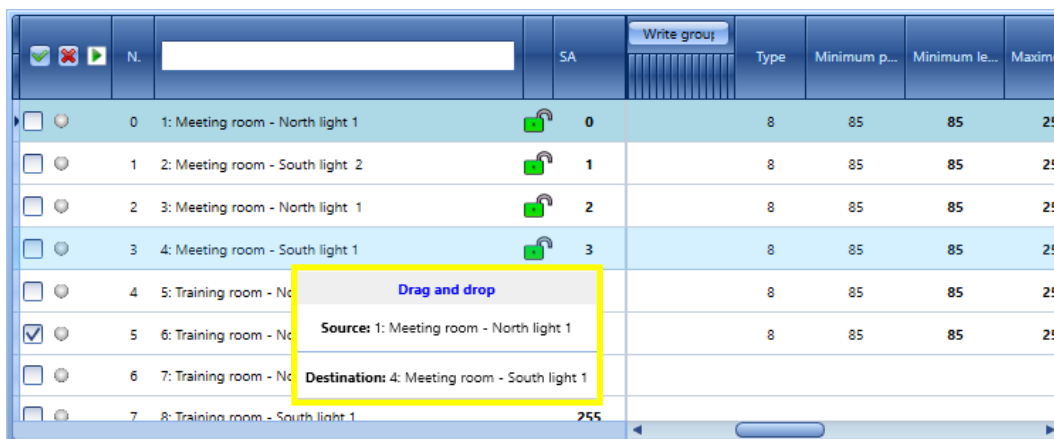 N. SA Write group Type Minimum p... Minimum le... Maxim
0 1: Meeting room - North light 1 0 8 85 85 25
1 2: Meeting room - South light 2 1 8 85 85 25
2 3: Meeting room - North light 1 2 8 85 85 25
3 4: Meeting room - South light 1 3 8 85 85 25
4 5: Training room - No 8 85 85 25
5 6: Training room - No 8 85 85 25
6 7: Training room - No
7 8: Training room - South light 1 255
Drag and drop
Source: 1: Meeting room - North light 1
Destination: 4: Meeting room - South light 1